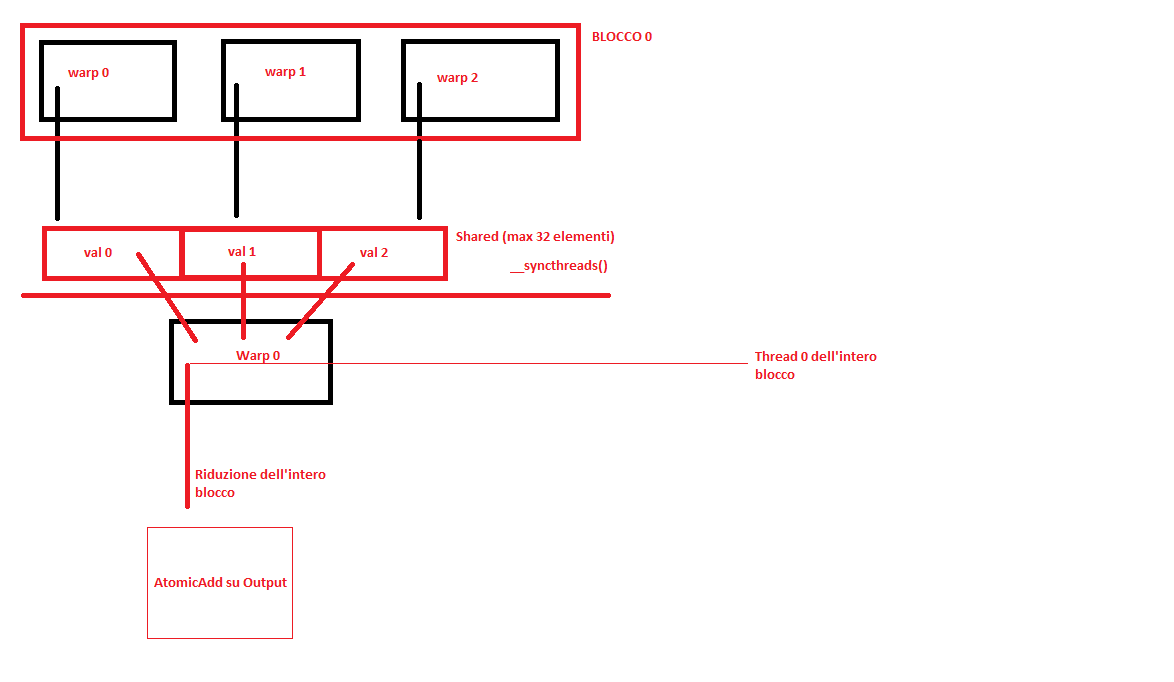 BLOCCO 0
warp 0
warp 1
warp 2
Shared (max 32 elementi)
val 0
val 1
val 2
__syncthreads()
Warp 0
Thread 0 dell'intero
blocco
Riduzione dell'intero
blocco
AtomicAdd su Output